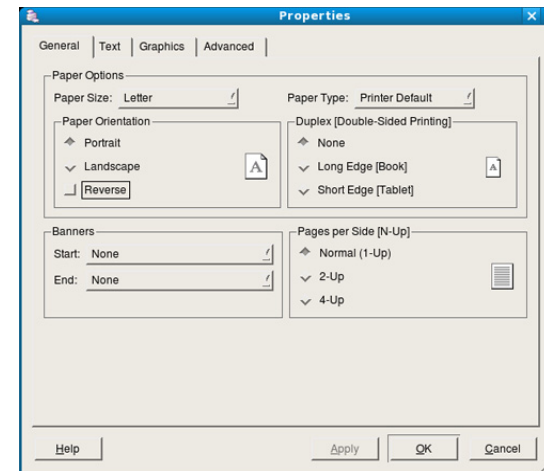 Properties
General Text Graphics Advanced
Paper Options
Paper Size: Letter Paper Type: Printer Default
Paper Orientation
Portrait
Landscape
Reverse
A
Duplex [Double-Sided Printing]
None
Long Edge [Book]
Short Edge [Tablet]
A
Banners
Start: None
End: None
Pages per Side [N-Up]
Normal (1-Up)
2-Up
4-Up
Help Apply OK Cancel